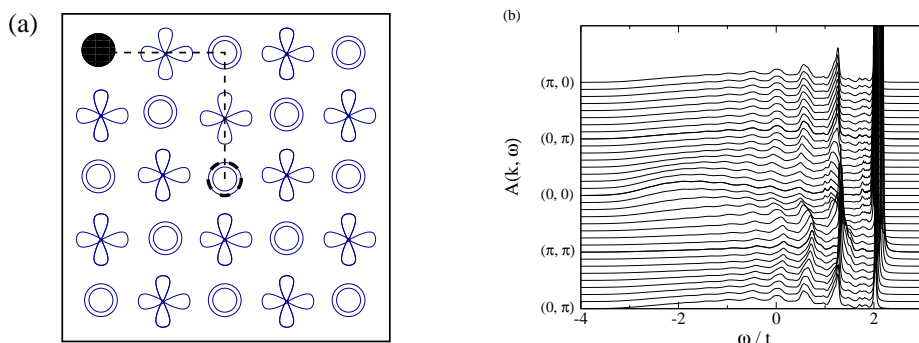 (a)
(b)
A(k, ω)
(π, 0)
(0, π)
(0, 0)
(π, π)
(0, π)
-4
-2
0
2
ω / t